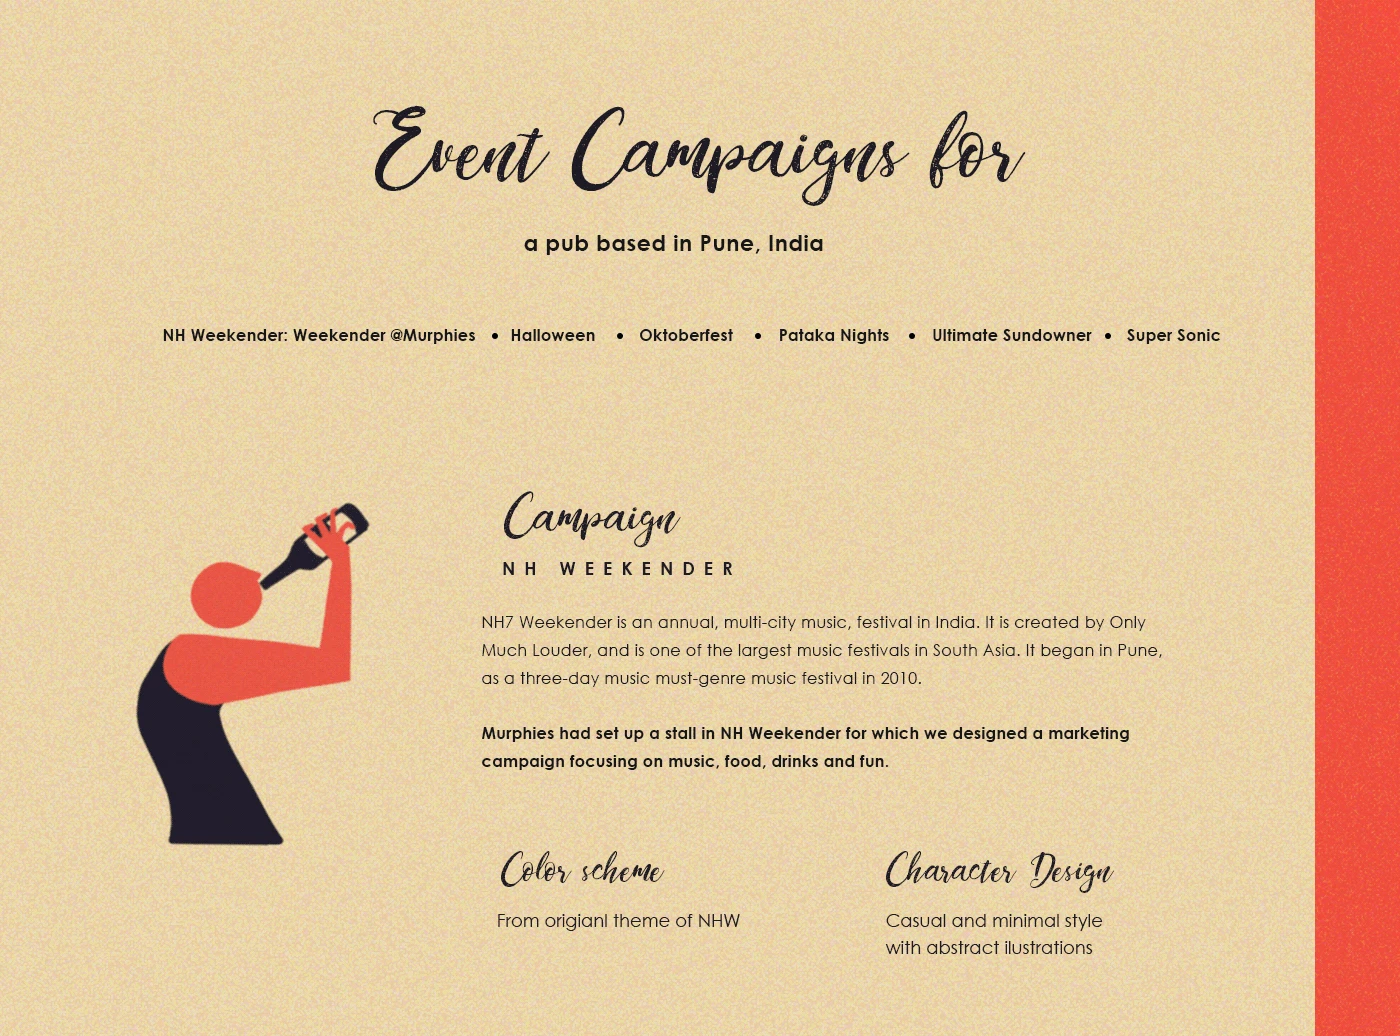 Event Campaigns for
a pub based in Pune, India
NH Weekender: Weekender @Murphies • Halloween • Oktoberfest • Pataka Nights • Ultimate Sundowner • Super Sonic
Campaign
NH WEEKENDER
NH7 Weekender is an annual, multi-city music, festival in India. It is created by Only
Much Louder, and is one of the largest music festivals in South Asia. It began in Pune,
as a three-day music must-genre music festival in 2010.
Murphies had set up a stall in NH Weekender for which we designed a marketing
campaign focusing on music, food, drinks and fun.
Color scheme
From origianl theme of NHW
Character Design
Casual and minimal style
with abstract ilustrations